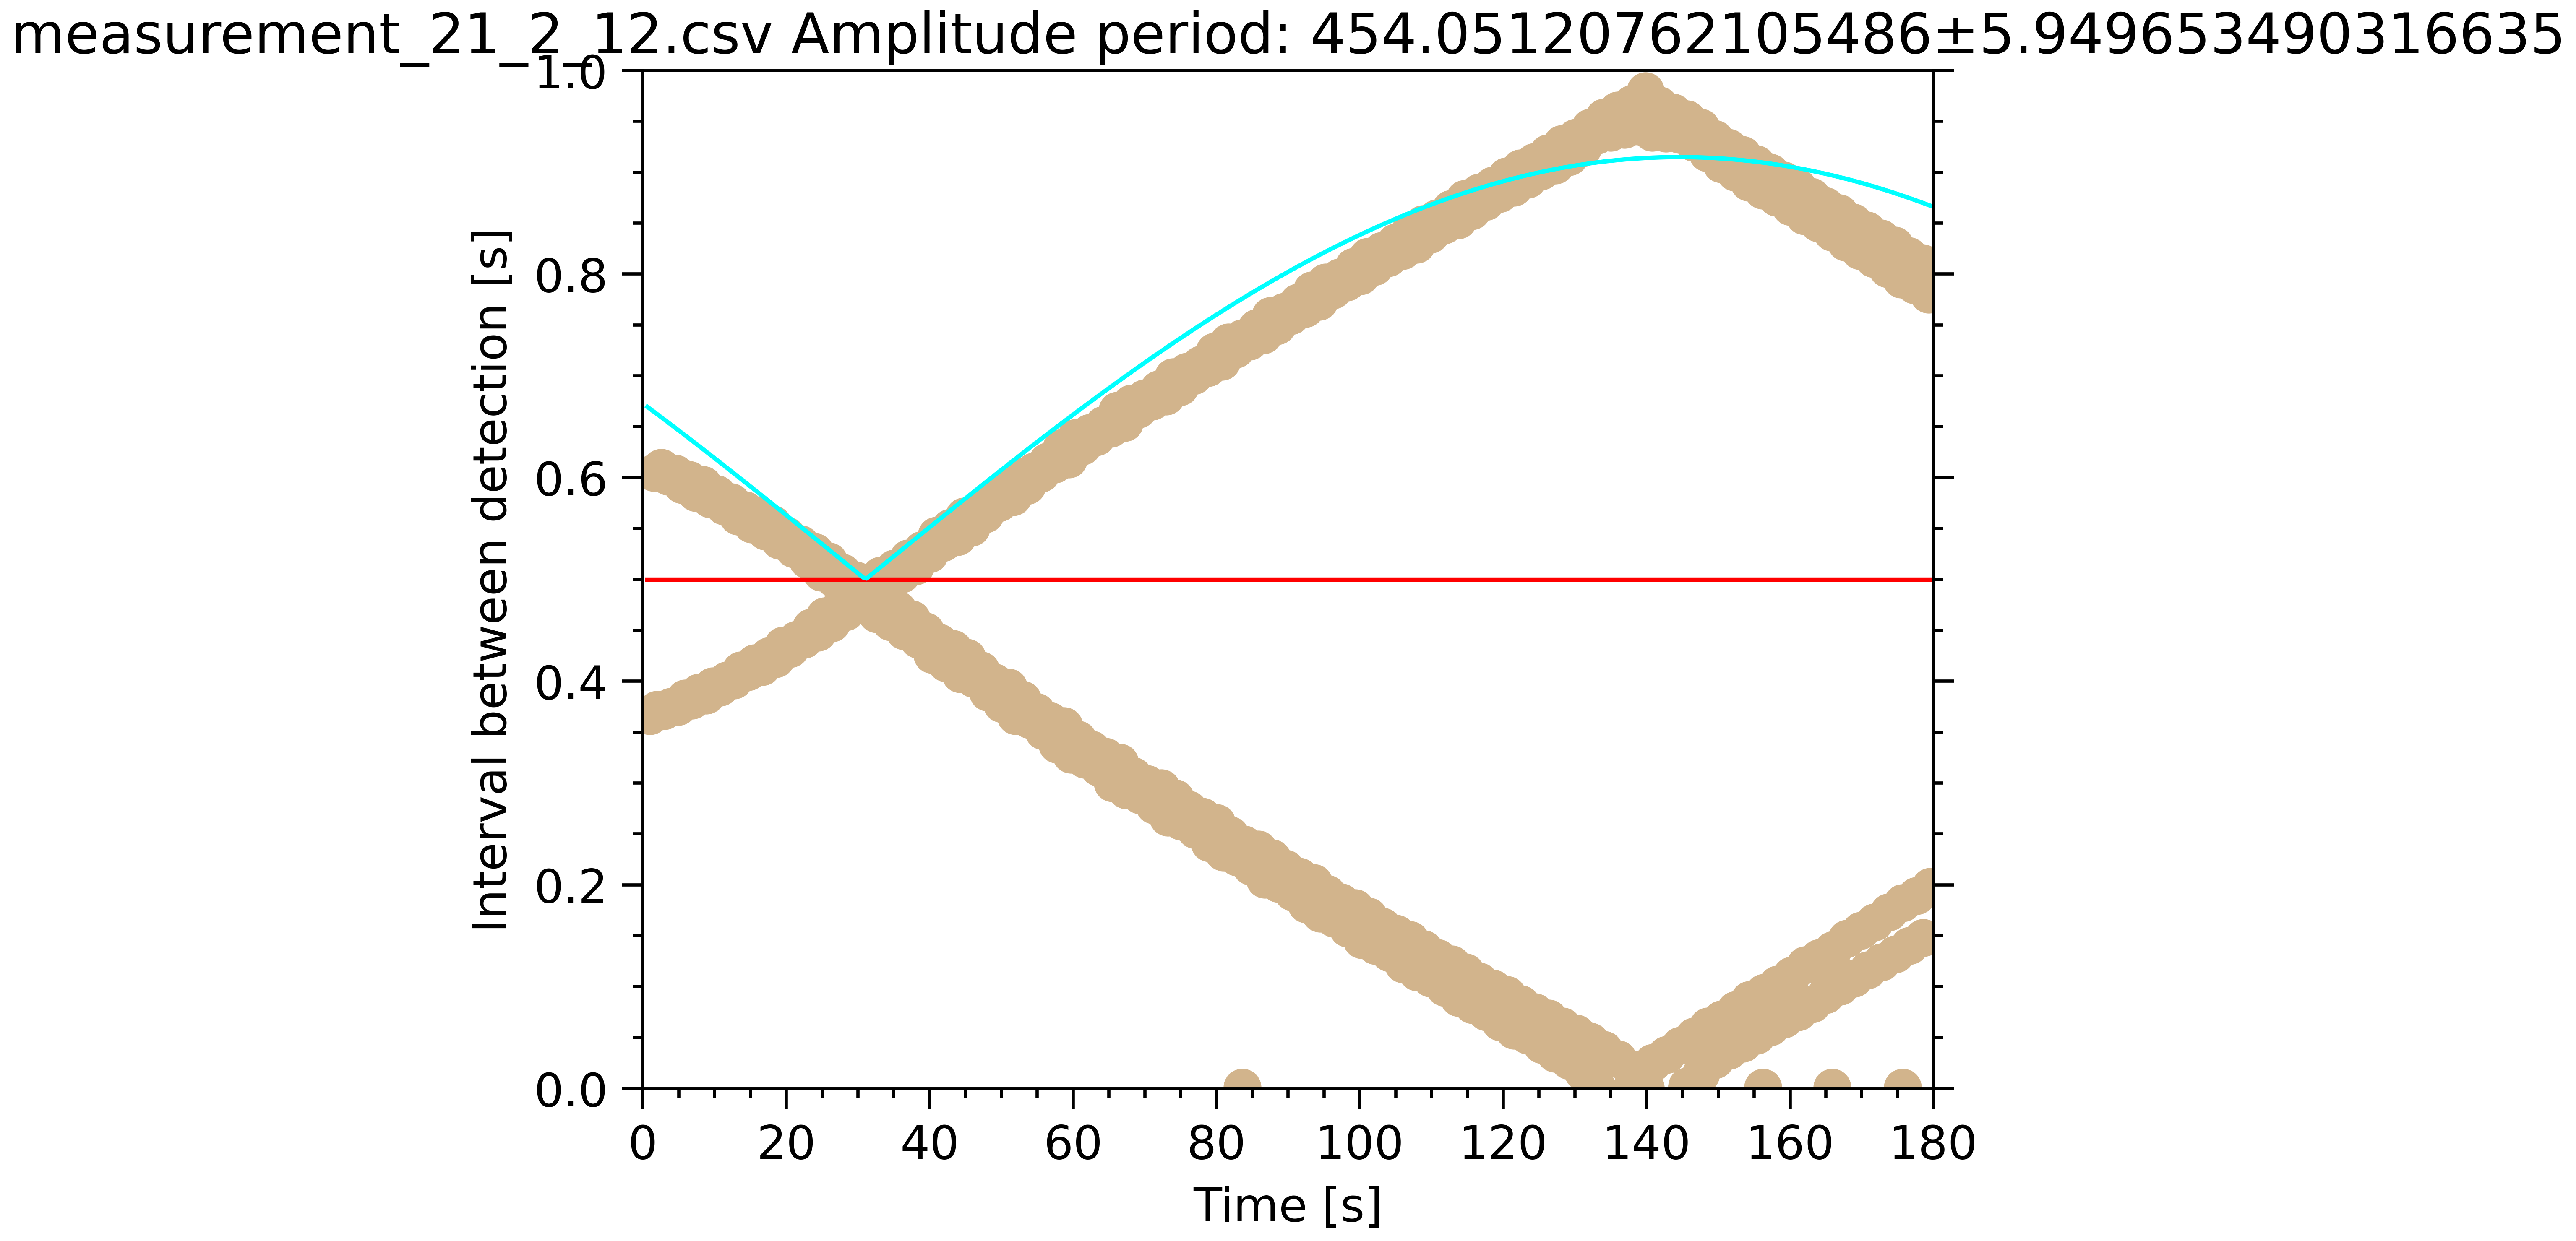 measurement_21_2_12.csv Amplitude period: 454.05120762105486±5.949653490316635
1.0
0.8
0.6
0.4
0.2
0.0
Interval between detection [s]
0 20 40 60 80 100 120 140 160 180
Time [s]